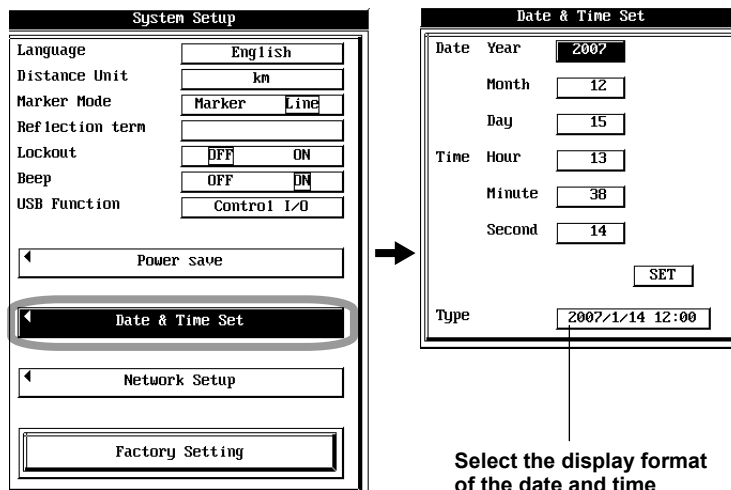 System Setup
Language English
Distance Unit km
Marker Mode Marker Line
Reflection term
Lockout OFF ON
Beep OFF ON
USB Function Control I/O
Power save
Date & Time Set
Network Setup
Factory Setting
Date & Time Set
Date Year 2007
Month 12
Day 15
Time Hour 13
Minute 38
Second 14
SET
Type 2007/1/14 12:00
Select the display format
of the date and time